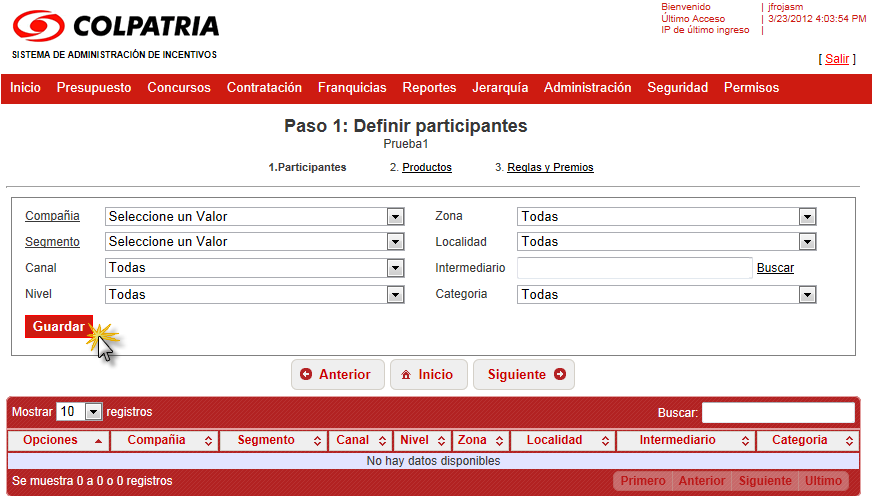 COLPATRIA
SISTEMA DE ADMINISTRACIÓN DE INCENTIVOS
Bienvenido | jfrojasm
Último Acceso | 3/23/2012 4:03:54 PM
IP de último ingreso |
[ Salir ]
Inicio Presupuesto Concursos Contratación Franquicias Reportes Jerarquía Administración Seguridad Permisos
Paso 1: Definir participantes
Prueba1
1.Participantes 2. Productos 3. Reglas y Premios
Compañia Seleccione un Valor Zona Todas
Segmento Seleccione un Valor Localidad Todas
Canal Todas Intermediario Buscar
Nivel Todas Categoria Todas
Guardar
Anterior Inicio Siguiente
Mostrar 10 registros Buscar:
Opciones Compañia Segmento Canal Nivel Zona Localidad Intermediario Categoria
No hay datos disponibles
Se muestra 0 a 0 o 0 registros Primero Anterior Siguiente Ultimo